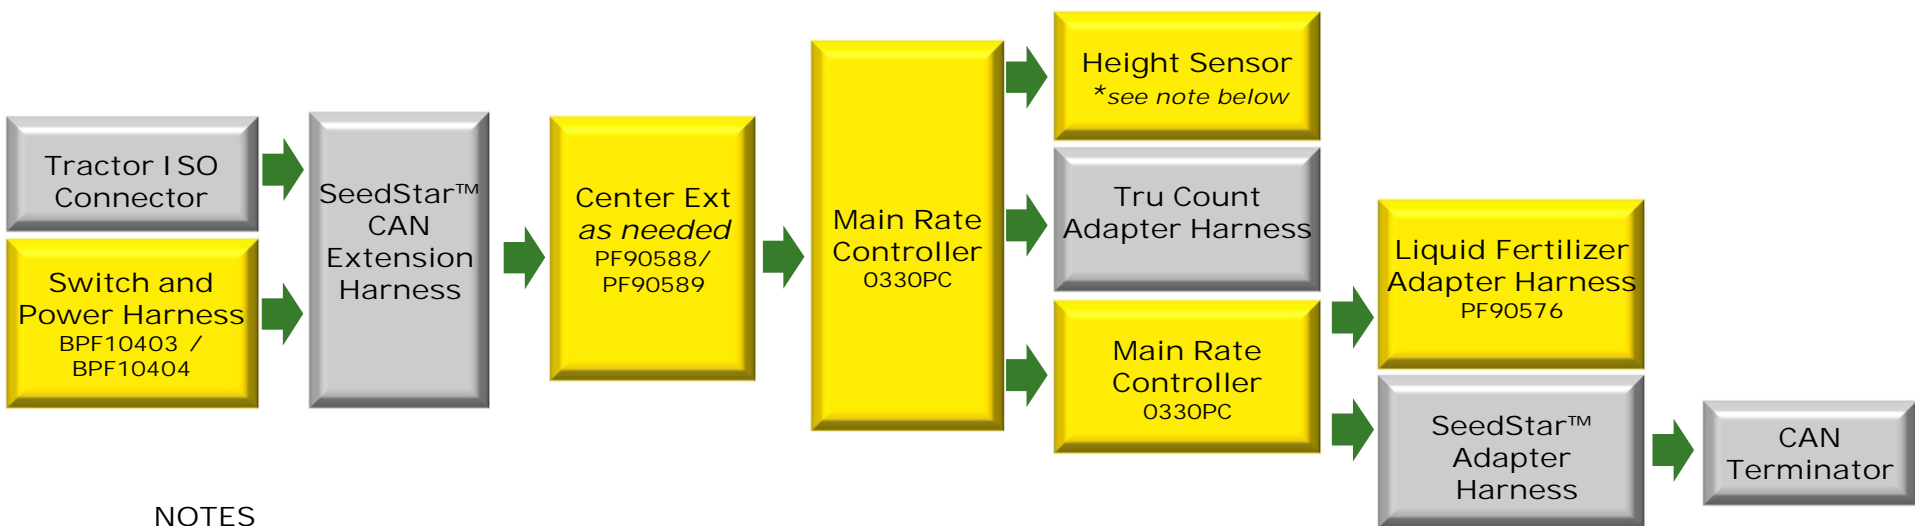 Tractor ISO
Connector
Switch and
Power Harness
BPF10403 /
BPF10404
SeedStar™
CAN
Extension
Harness
Center Ext
as needed
PF90588/
PF90589
Main Rate
Controller
0330PC
Height Sensor
*see note below
Tru Count
Adapter Harness
Main Rate
Controller
0330PC
Liquid Fertilizer
Adapter Harness
PF90576
SeedStar™
Adapter
Harness
CAN
Terminator
NOTES